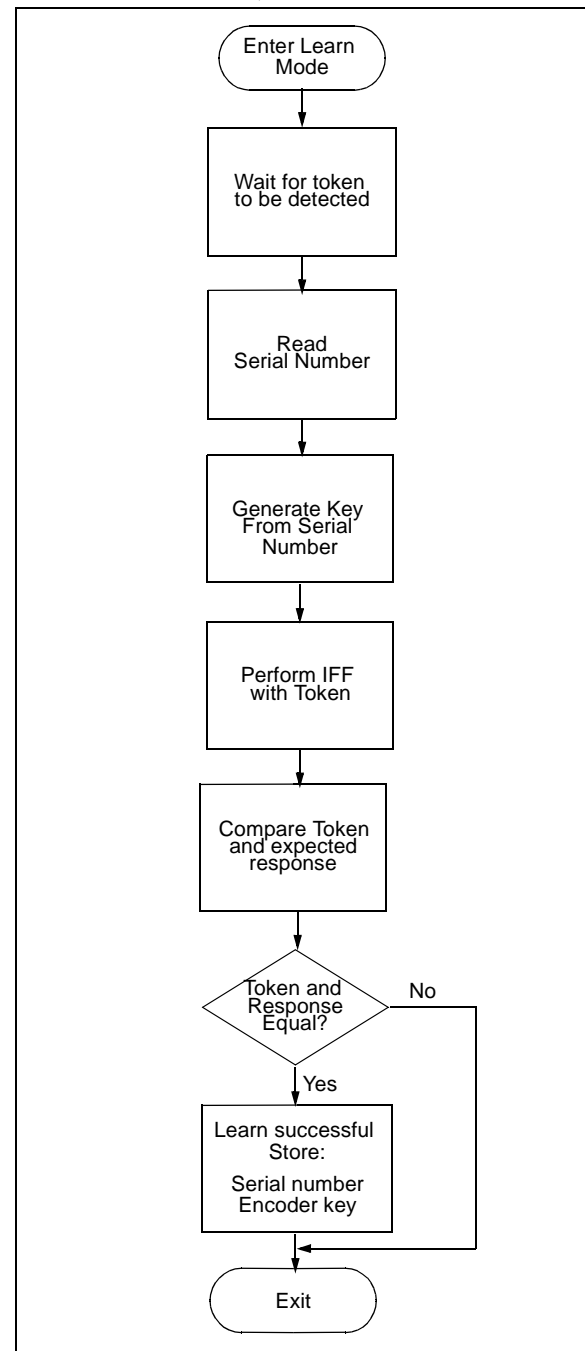 Enter Learn
Mode
Wait for token
to be detected
Read
Serial Number
Generate Key
From Serial
Number
Perform IFF
with Token
Compare Token
and expected
response
Token and
Response
Equal?
No
Yes
Learn successful
Store:
Serial number
Encoder key
Exit